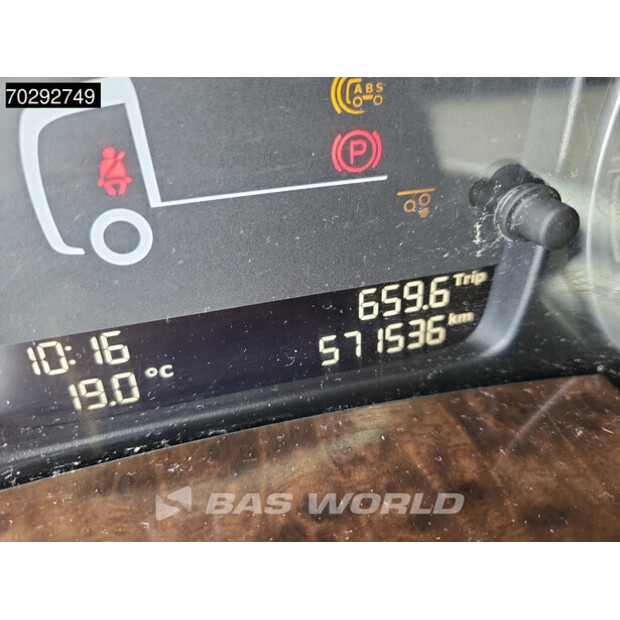 70292749
ABS
P
659.6 Trip
10:16
571536 km
19.0 °C
BAS WORLD